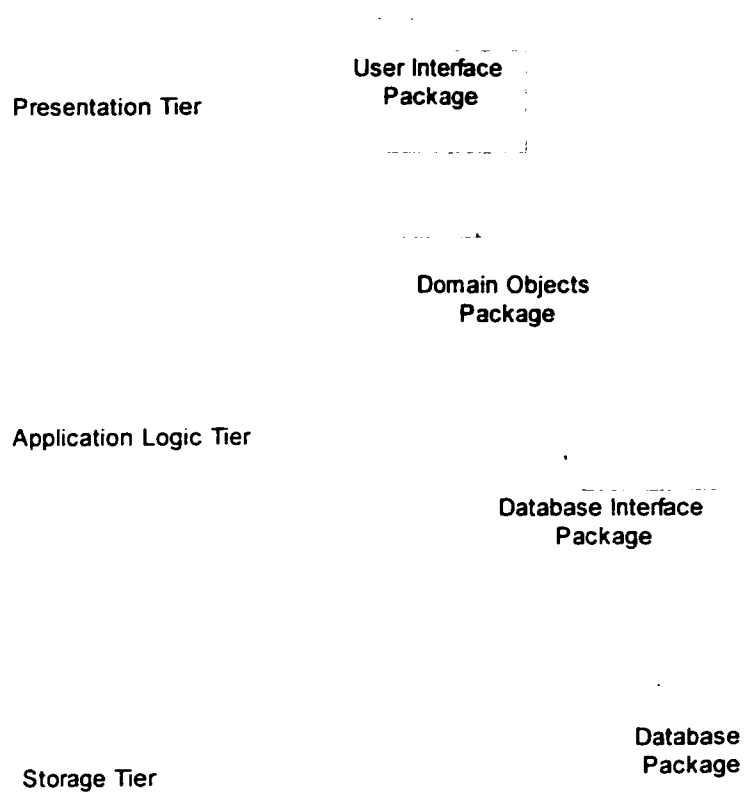 User Interface
Package
Presentation Tier
Domain Objects
Package
Application Logic Tier
Database Interface
Package
Database
Package
Storage Tier